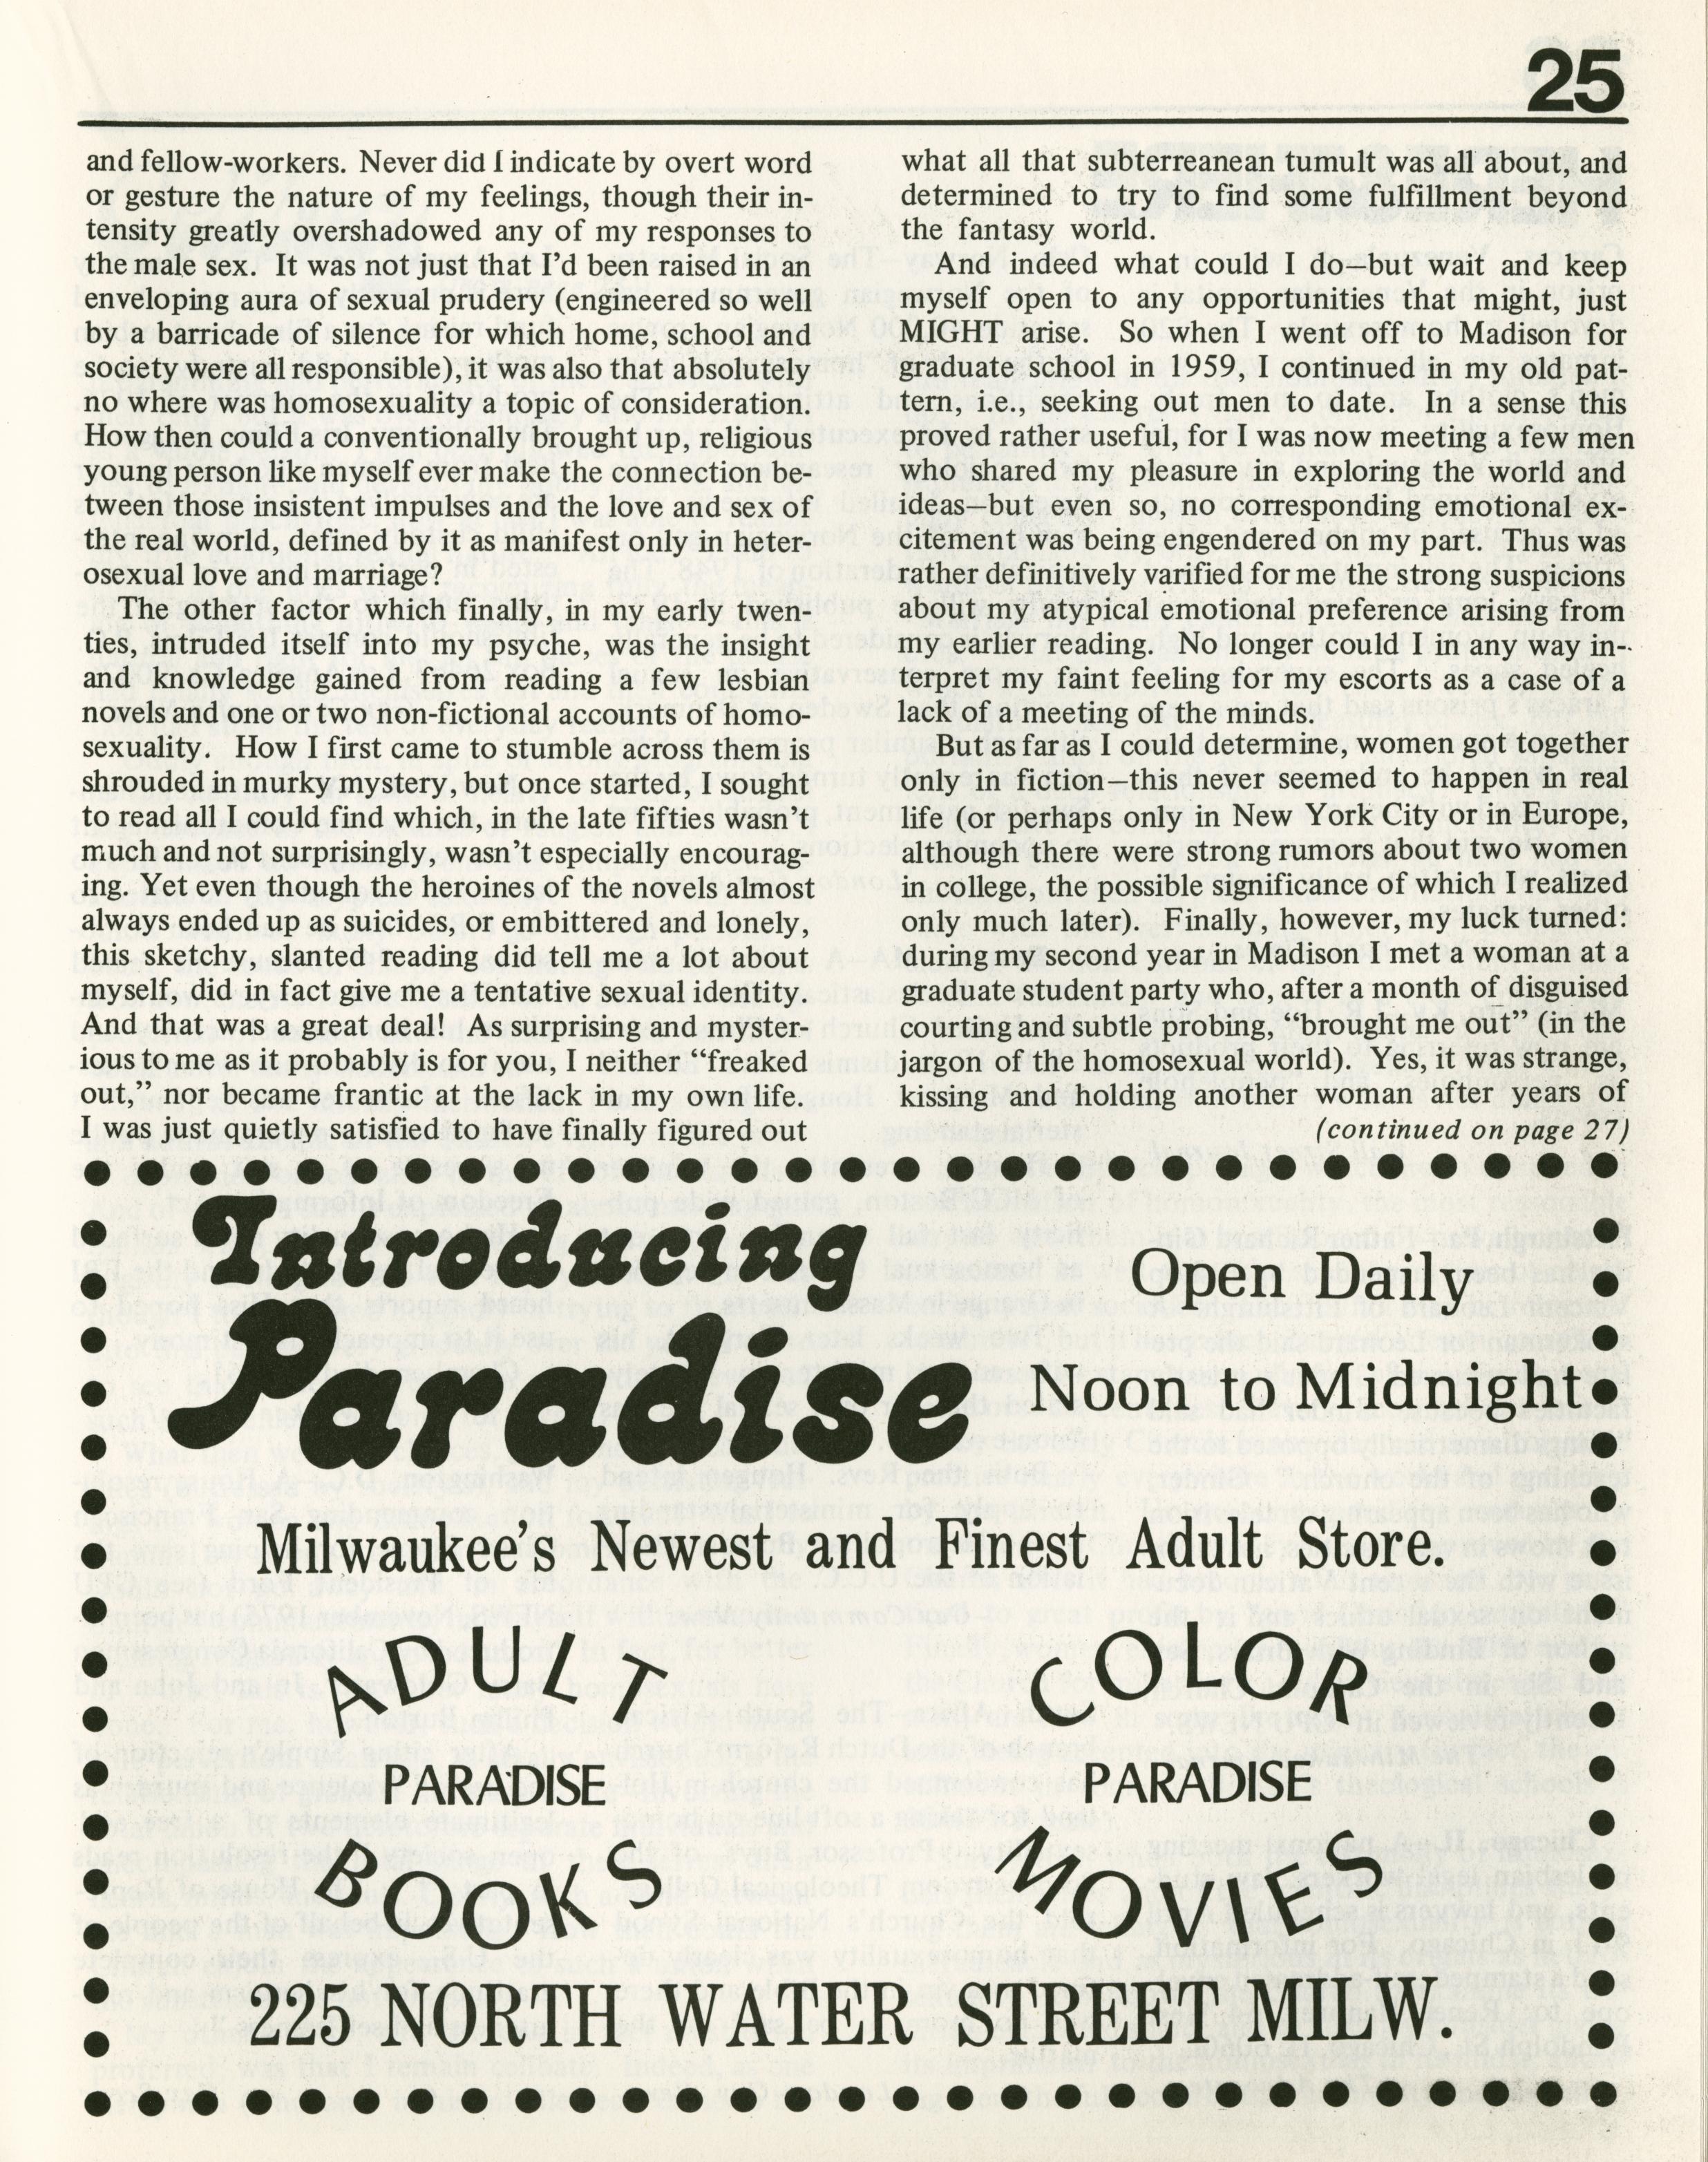 25
and fellow-workers. Never did I indicate by overt word
or gesture the nature of my feelings, though their in-
tensity greatly overshadowed any of my responses to
the male sex. It was not just that I'd been raised in an
enveloping aura of sexual prudery (engineered so well
by a barricade of silence for which home, school and
society were all responsible), it was also that absolutely
no where was homosexuality a topic of consideration.
How then could a conventionally brought up, religious
young person like myself ever make the connection be-
tween those insistent impulses and the love and sex of
the real world, defined by it as manifest only in heter-
osexual love and marriage?
The other factor which finally, in my early twen-
ties, intruded itself into my psyche, was the insight
and knowledge gained from reading a few lesbian
novels and one or two non-fictional accounts of homo-
sexuality. How I first came to stumble across them is
shrouded in murky mystery, but once started, I sought
to read all I could find which, in the late fifties wasn't
much and not surprisingly, wasn't especially encourag-
ing. Yet even though the heroines of the novels almost
always ended up as suicides, or embittered and lonely,
this sketchy, slanted reading did tell me a lot about
myself, did in fact give me a tentative sexual identity.
And that was a great deal! As surprising and myster-
ious to me as it probably is for you, I neither "freaked
out," nor became frantic at the lack in my own life.
I was just quietly satisfied to have finally figured out
what all that subterreanean tumult was all about, and
determined to try to find some fulfillment beyond
the fantasy world.
And indeed what could I do—but wait and keep
myself open to any opportunities that might, just
MIGHT arise. So when I went off to Madison for
graduate school in 1959, I continued in my old pat-
tern, i.e., seeking out men to date. In a sense this
proved rather useful, for I was now meeting a few men
who shared my pleasure in exploring the world and
ideas—but even so, no corresponding emotional ex-
citement was being engendered on my part. Thus was
rather definitively varified for me the strong suspicions
about my atypical emotional preference arising from
my earlier reading. No longer could I in any way in-
terpret my faint feeling for my escorts as a case of a
lack of a meeting of the minds.
But as far as I could determine, women got together
only in fiction—this never seemed to happen in real
life (or perhaps only in New York City or in Europe,
although there were strong rumors about two women
in college, the possible significance of which I realized
only much later). Finally, however, my luck turned:
during my second year in Madison I met a woman at a
graduate student party who, after a month of disguised
courting and subtle probing, "brought me out" (in the
jargon of the homosexual world). Yes, it was strange,
kissing and holding another woman after years of
(continued on page 27)
Introducing
Paradise
Open Daily
Noon to Midnight
Milwaukee's Newest and Finest Adult Store.
ADULT
PARADISE
BOOKS
COLOR
PARADISE
MOVIES
225 NORTH WATER STREET MILW.